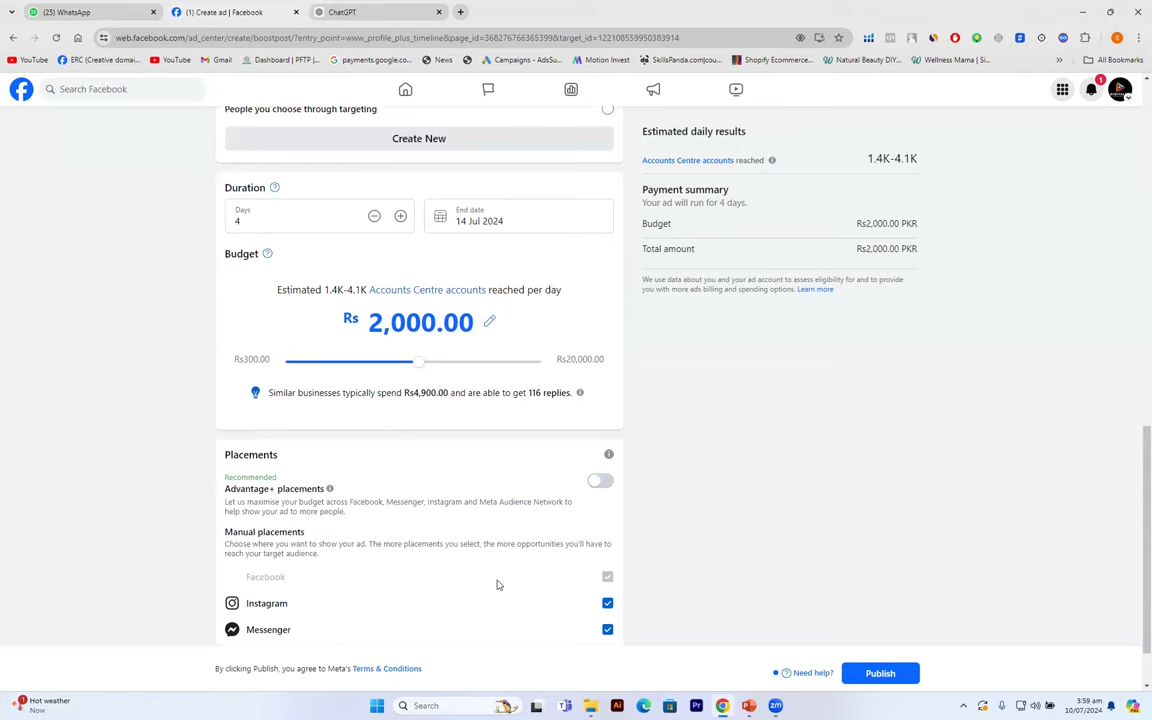 (25) WhatsApp
(1) Create ad | Facebook
ChatGPT
web.facebook.com/ad_center/create/boostpost/?entry_point=www_profile_plus_timeline&page_id=368276766365399&target_id=122108559950383914
YouTube
ERC (Creative domai...
YouTube
Gmail
Dashboard | PFTP |...
payments.google.co...
News
Campaigns - AdsSu...
Motion Invest
SkillsPanda.com|cou...
Shopify Ecommerce...
Natural Beauty DIY...
Wellness Mama | Si...
All Bookmarks
Search Facebook
1
People you choose through targeting
Create New
Duration
Days
4
End date
14 Jul 2024
Budget
Estimated 1.4K-4.1K Accounts Centre accounts reached per day
Rs 2,000.00
Rs300.00
Rs20,000.00
Similar businesses typically spend Rs4,900.00 and are able to get 116 replies.
Placements
Recommended
Advantage+ placements
Let us maximise your budget across Facebook, Messenger, Instagram and Meta Audience Network to
help show your ad to more people.
Manual placements
Choose where you want to show your ad. The more placements you select, the more opportunities you'll have to
reach your target audience.
Facebook
Instagram
Messenger
Estimated daily results
Accounts Centre accounts reached
1.4K-4.1K
Payment summary
Your ad will run for 4 days.
Budget
Rs2,000.00 PKR
Total amount
Rs2,000.00 PKR
We use data about you and your ad account to assess eligibility for and to provide
you with more ads billing and spending options. Learn more
By clicking Publish, you agree to Meta's Terms & Conditions
Need help?
Publish
Hot weather
Now
Search
3:59 am
10/07/2024